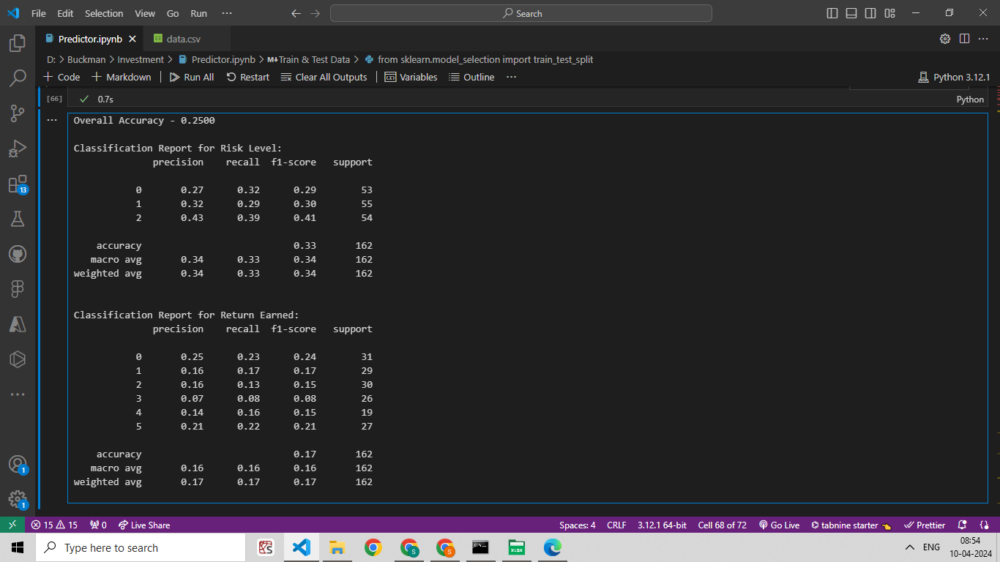 File Edit Selection View Go Run ··· Search
Predictor.ipynb data.csv
D: > Buckman > Investment > Predictor.ipynb > M↓Train & Test Data > from sklearn.model_selection import train_test_split
Code Markdown Run All Restart Clear All Outputs Variables Outline ··· Python 3.12.1
[66] 0.7s Python
Overall Accuracy - 0.2500
Classification Report for Risk Level:
precision recall f1-score support
0 0.27 0.32 0.29 53
1 0.32 0.29 0.30 55
2 0.43 0.39 0.41 54
accuracy 0.33 162
macro avg 0.34 0.33 0.34 162
weighted avg 0.34 0.33 0.34 162
Classification Report for Return Earned:
precision recall f1-score support
0 0.25 0.23 0.24 31
1 0.16 0.17 0.17 29
2 0.16 0.13 0.15 30
3 0.07 0.08 0.08 26
4 0.14 0.16 0.15 19
5 0.21 0.22 0.21 27
accuracy 0.17 162
macro avg 0.16 0.16 0.16 162
weighted avg 0.17 0.17 0.17 162
13
1
1
15 15 0 Live Share Spaces: 4 CRLF 3.12.1 64-bit Cell 68 of 72 Go Live tabnine starter Prettier
Type here to search S S XLSX ENG 08:54
10-04-2024